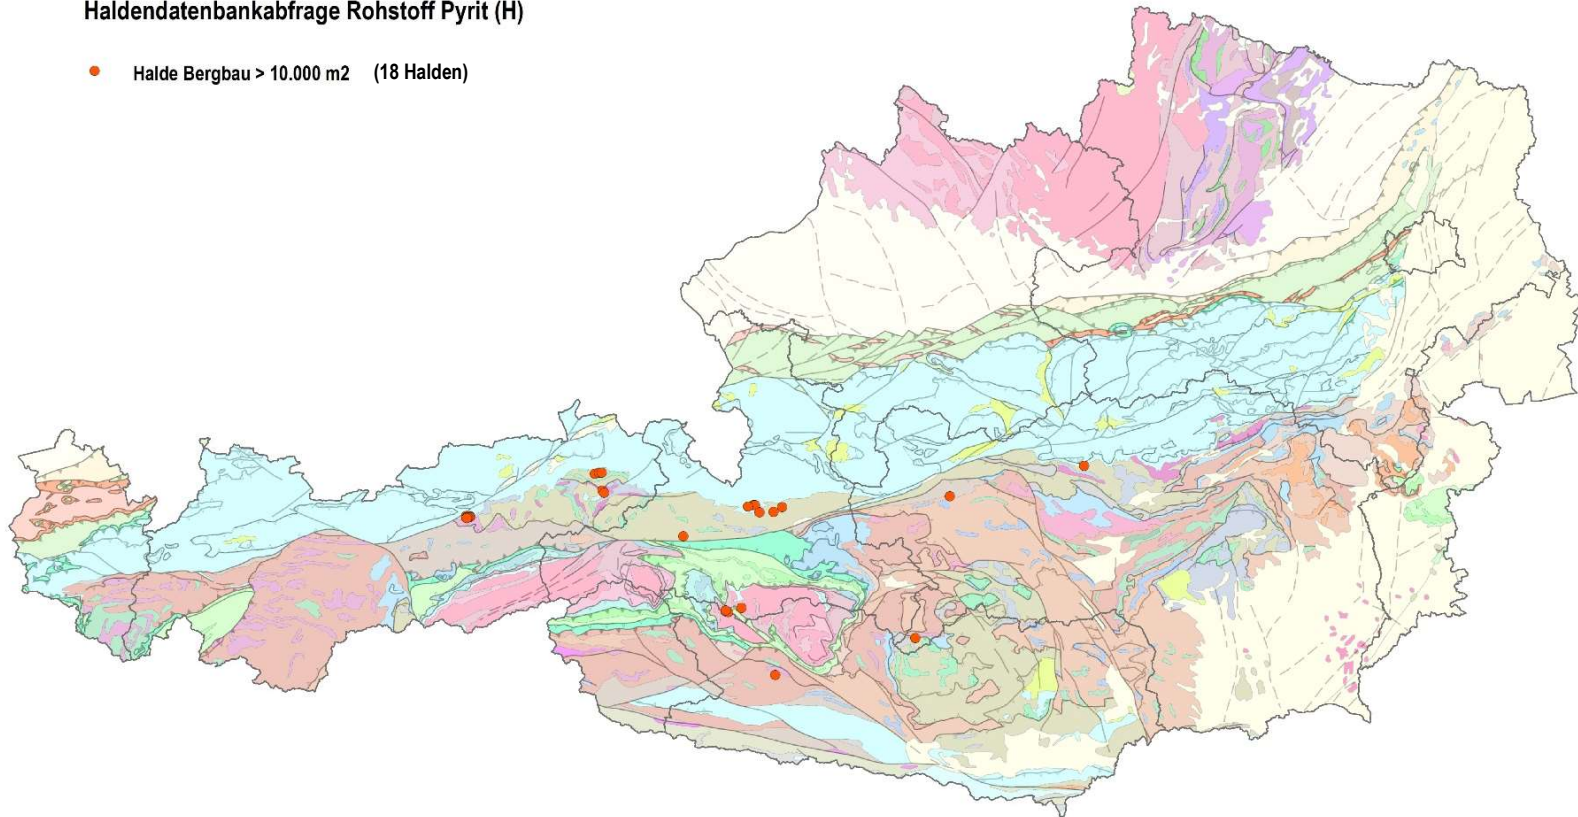 Haldendatenbankabfrage Rohstoff Pyrit (H)
Halde Bergbau > 10.000 m2 (18 Halden)